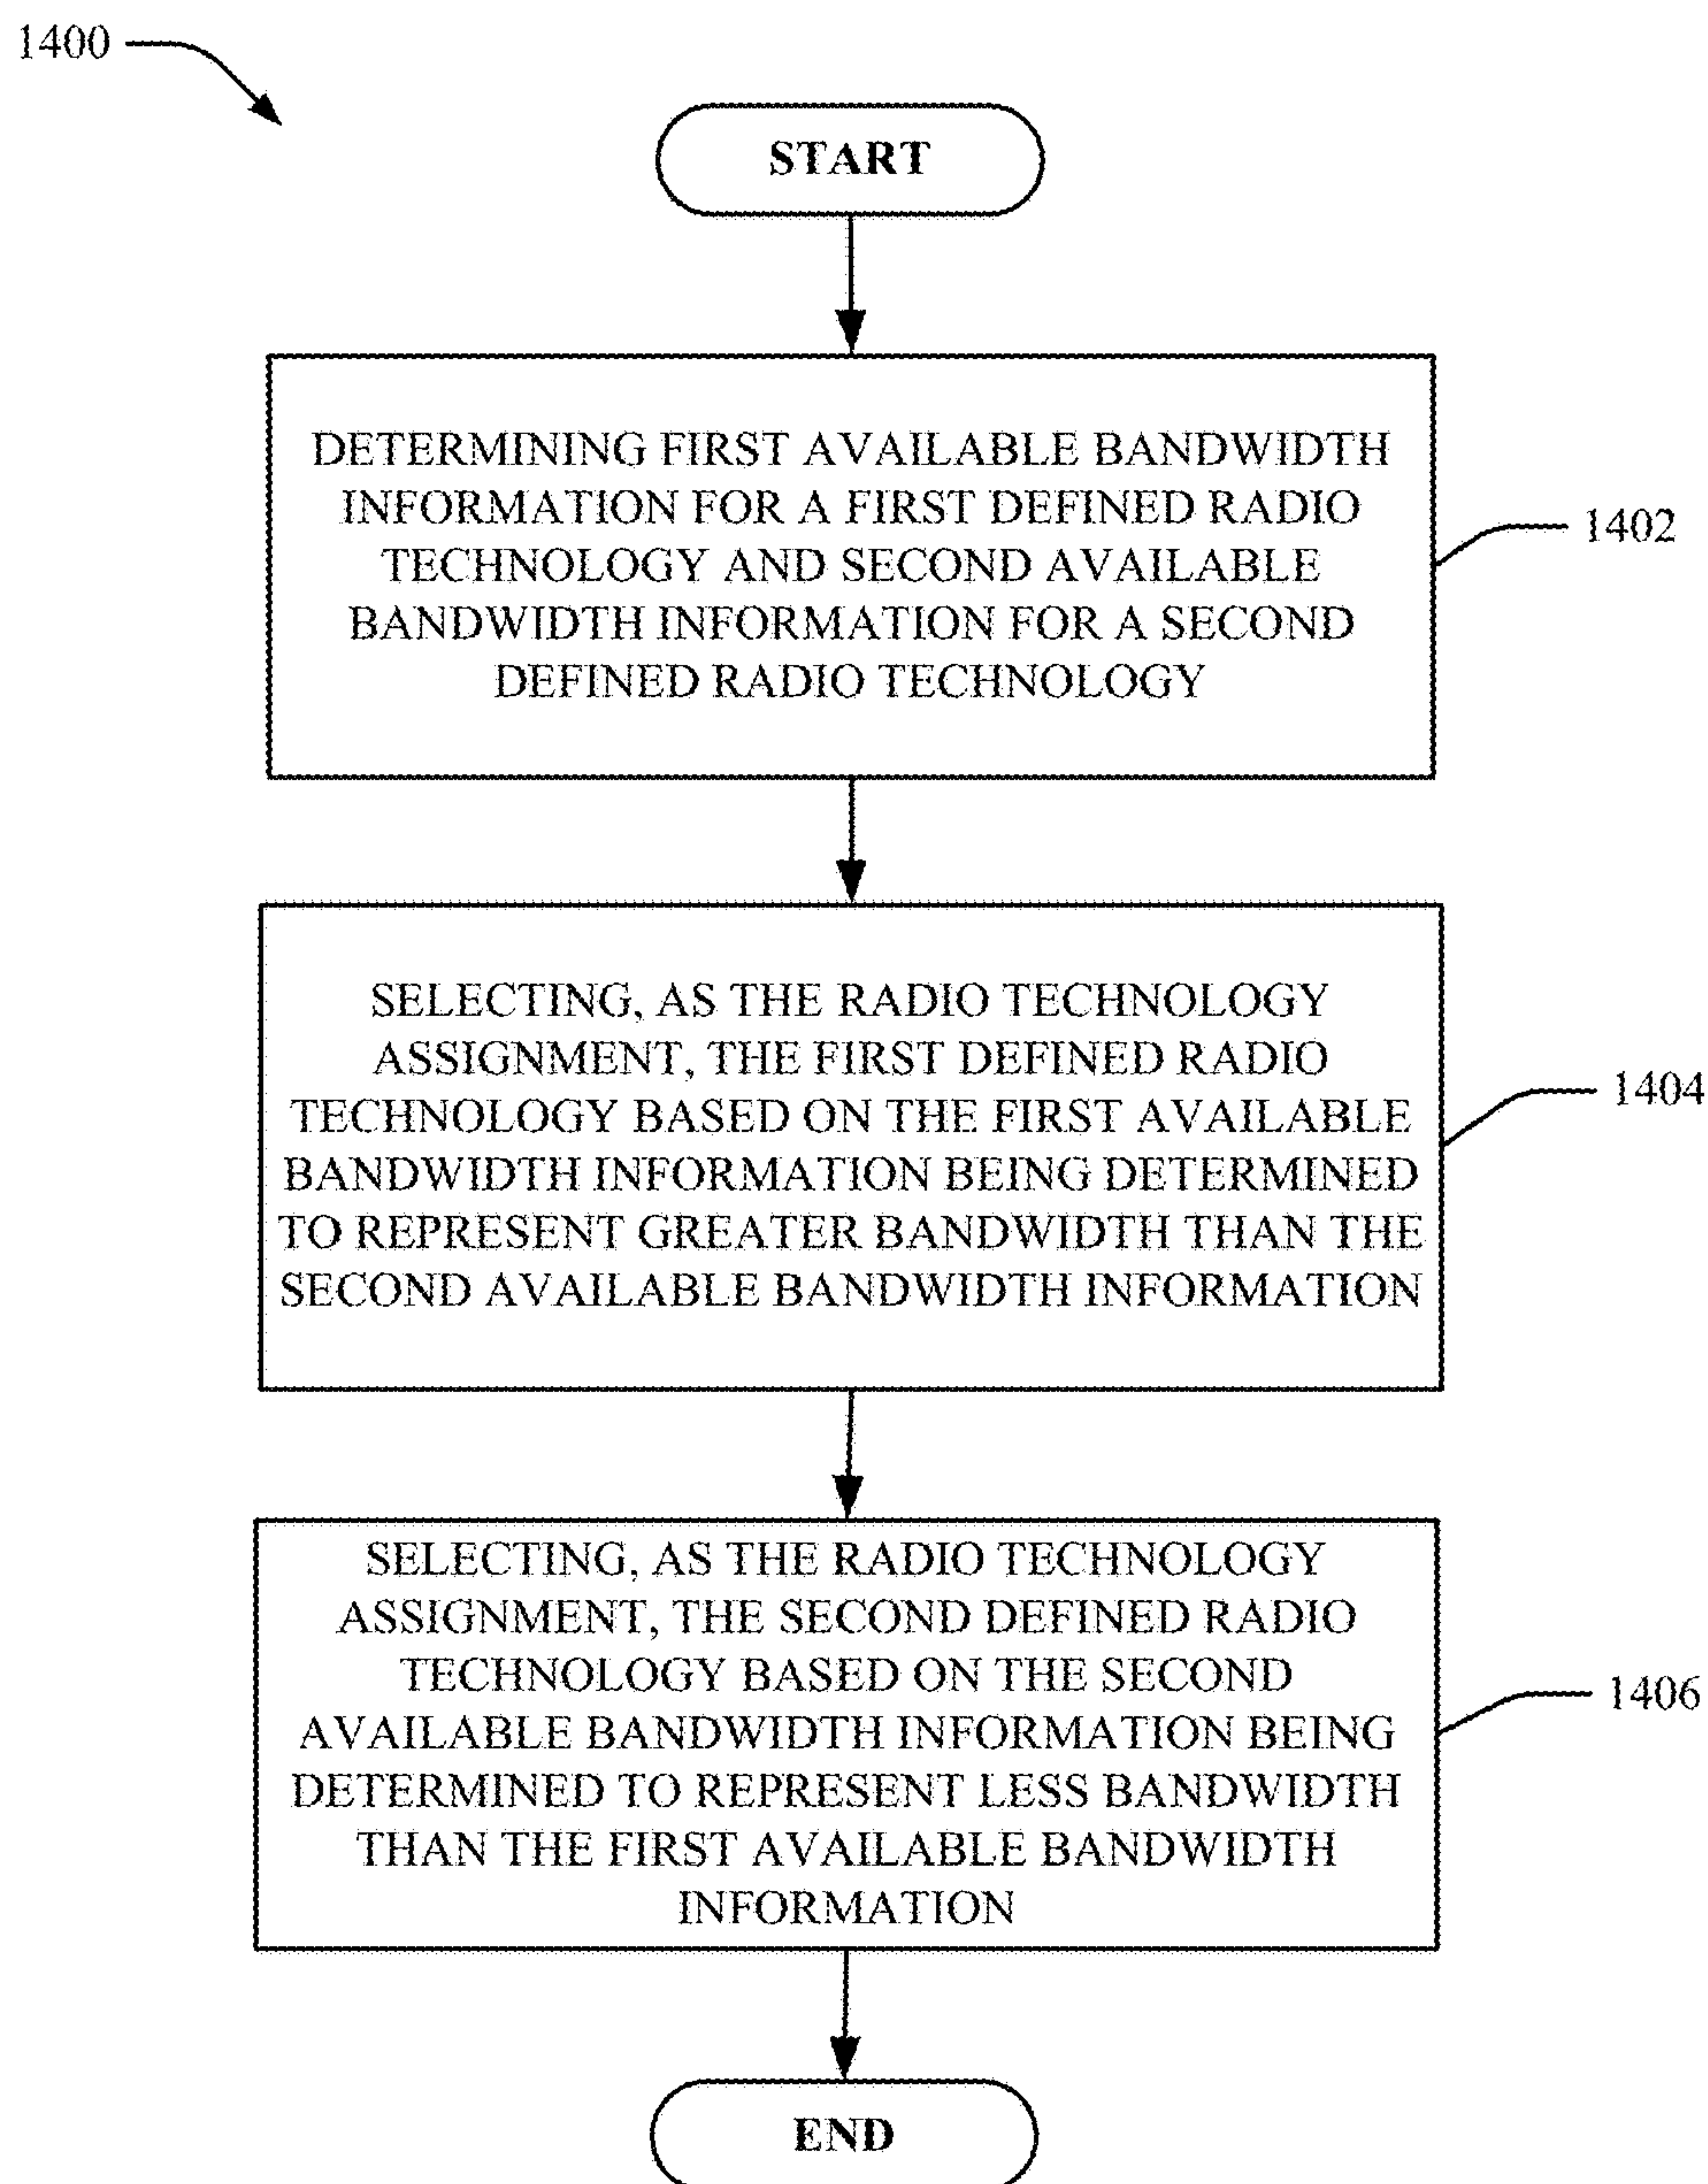 1400
START
DETERMINING FIRST AVAILABLE BANDWIDTH
INFORMATION FOR A FIRST DEFINED RADIO
TECHNOLOGY AND SECOND AVAILABLE
BANDWIDTH INFORMATION FOR A SECOND
DEFINED RADIO TECHNOLOGY
1402
SELECTING, AS THE RADIO TECHNOLOGY
ASSIGNMENT, THE FIRST DEFINED RADIO
TECHNOLOGY BASED ON THE FIRST AVAILABLE
BANDWIDTH INFORMATION BEING DETERMINED
TO REPRESENT GREATER BANDWIDTH THAN THE
SECOND AVAILABLE BANDWIDTH INFORMATION
1404
SELECTING, AS THE RADIO TECHNOLOGY
ASSIGNMENT, THE SECOND DEFINED RADIO
TECHNOLOGY BASED ON THE SECOND
AVAILABLE BANDWIDTH INFORMATION BEING
DETERMINED TO REPRESENT LESS BANDWIDTH
THAN THE FIRST AVAILABLE BANDWIDTH
INFORMATION
1406
END